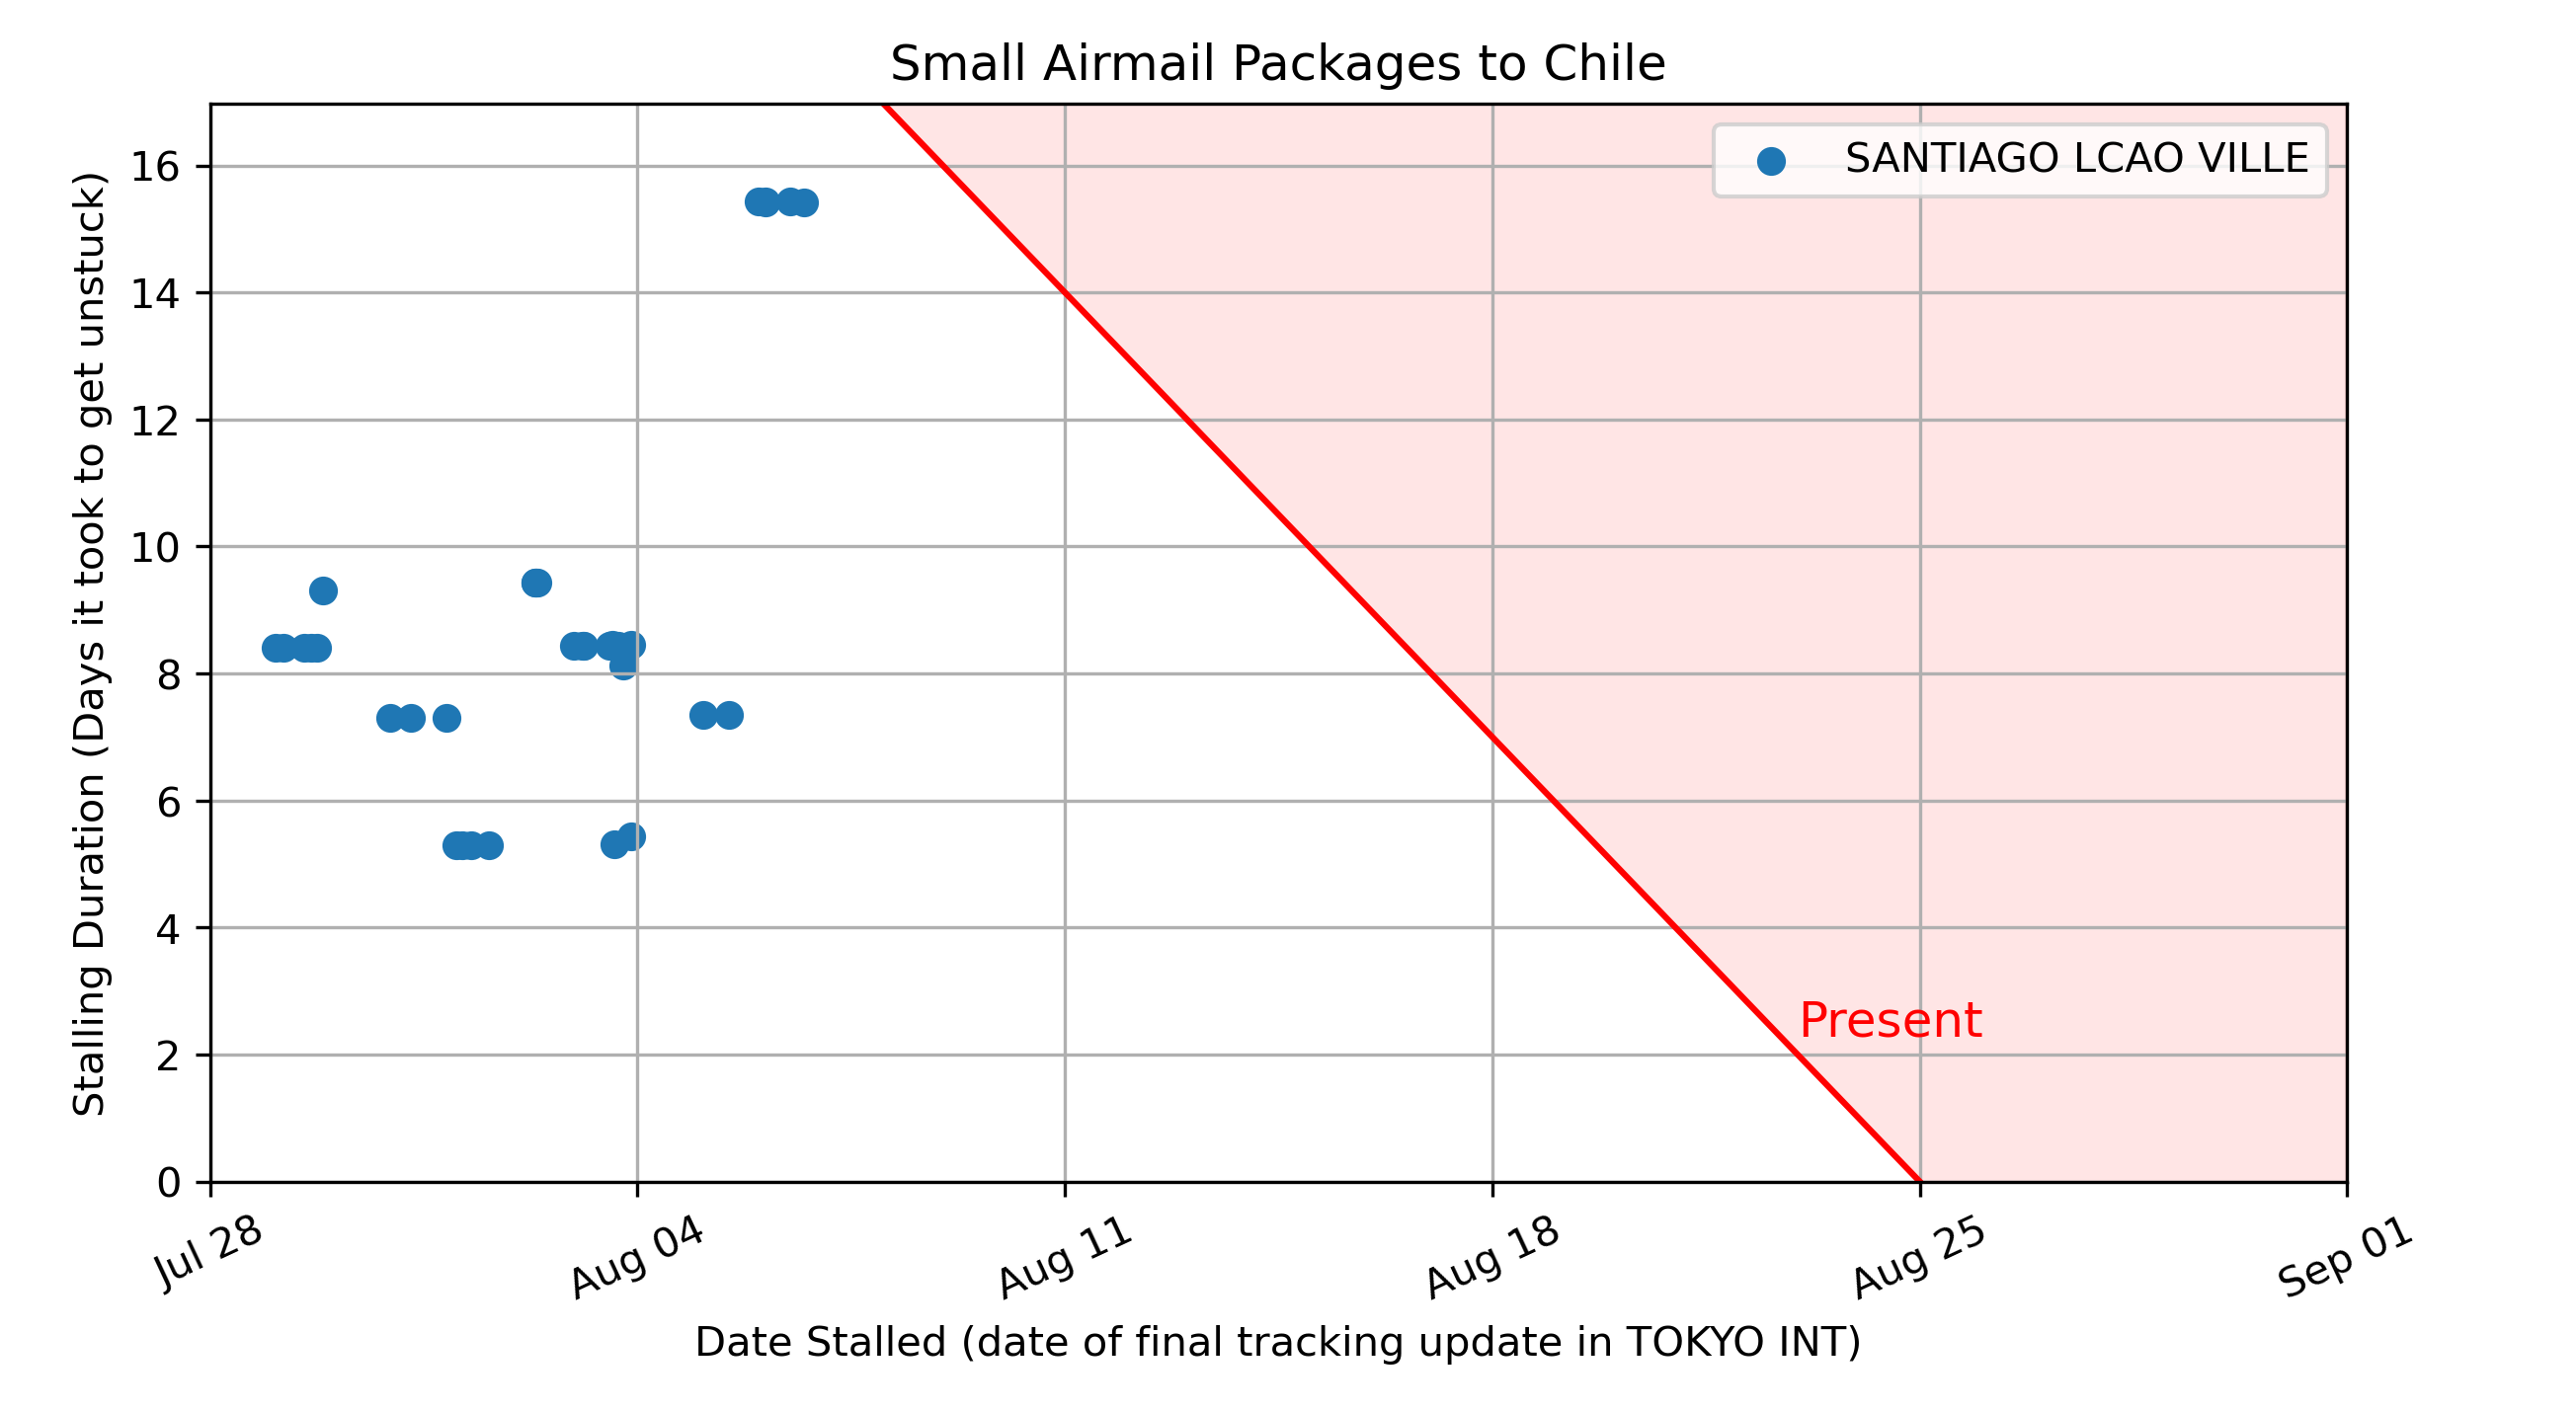 Small Airmail Packages to Chile
SANTIAGO LCAO VILLE
Stalling Duration (Days it took to get unstuck)
16
14
12
10
8
6
4
2
0
Present
Jul 28
Aug 04
Aug 11
Aug 18
Aug 25
Sep 01
Date Stalled (date of final tracking update in TOKYO INT)